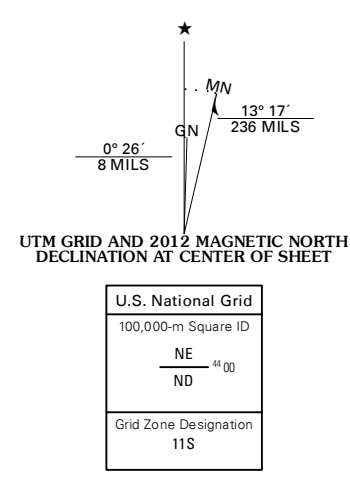 ★
MN
GN
13° 17´
236 MILS
0° 26´
8 MILS
UTM GRID AND 2012 MAGNETIC NORTH
DECLINATION AT CENTER OF SHEET
U.S. National Grid
100,000-m Square ID
NE
44 00
ND
Grid Zone Designation
11S